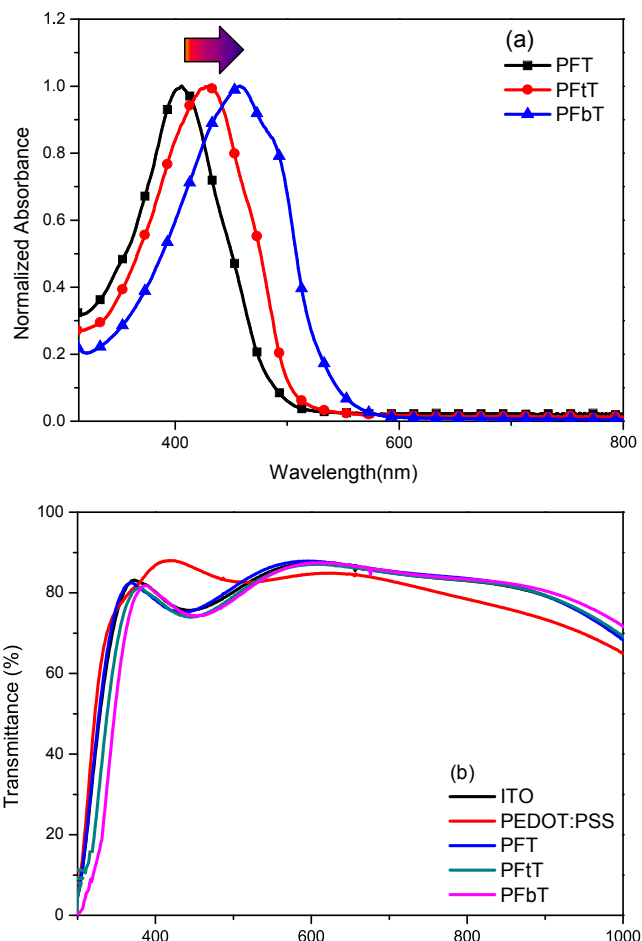 1.2
1.0
0.8
0.6
0.4
0.2
0.0
Normalized Absorbance
(a)
PFT
PFtT
PFbT
400
600
800
Wavelength(nm)
100
80
60
40
20
0
Transmittance (%)
(b)
ITO
PEDOT:PSS
PFT
PFtT
PFbT
400
600
800
1000